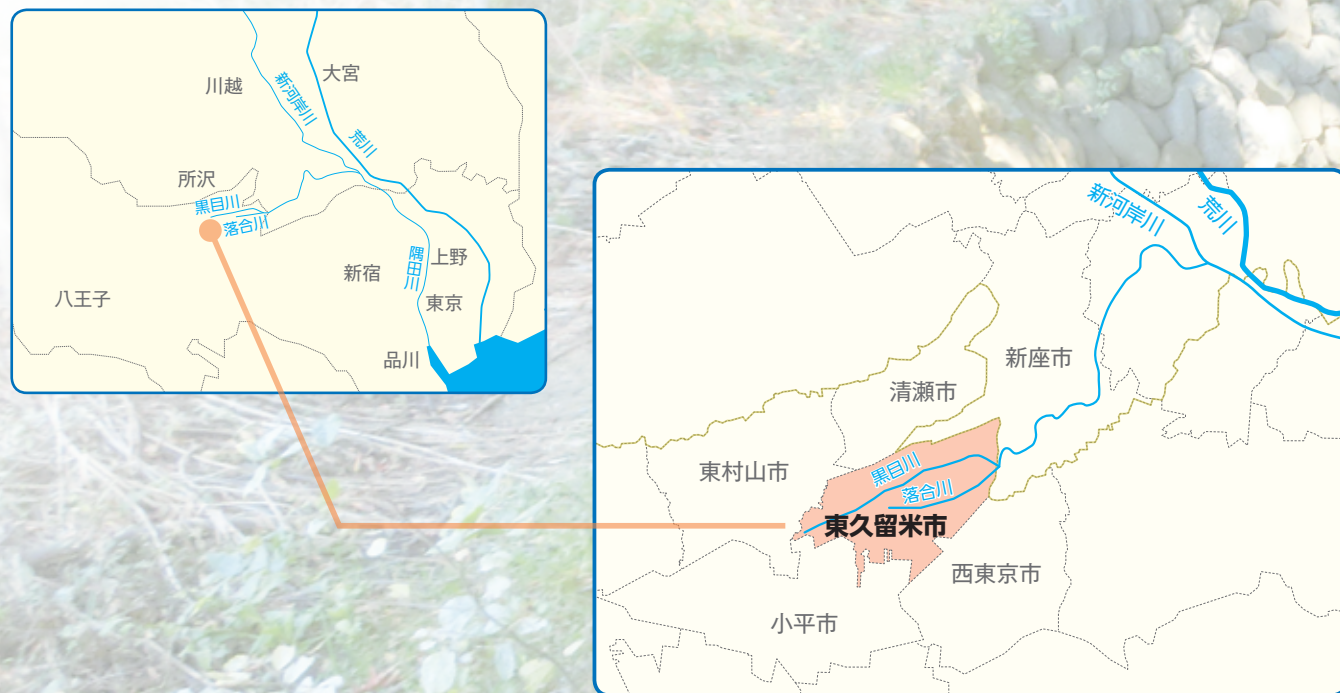 大宮
川越
新河岸川
荒川
所沢
黒目川
落合川
隅田川
上野
新宿
八王子
東京
品川
新河岸川
荒川
新座市
清瀬市
東村山市
黒目川
落合川
東久留米市
西東京市
小平市